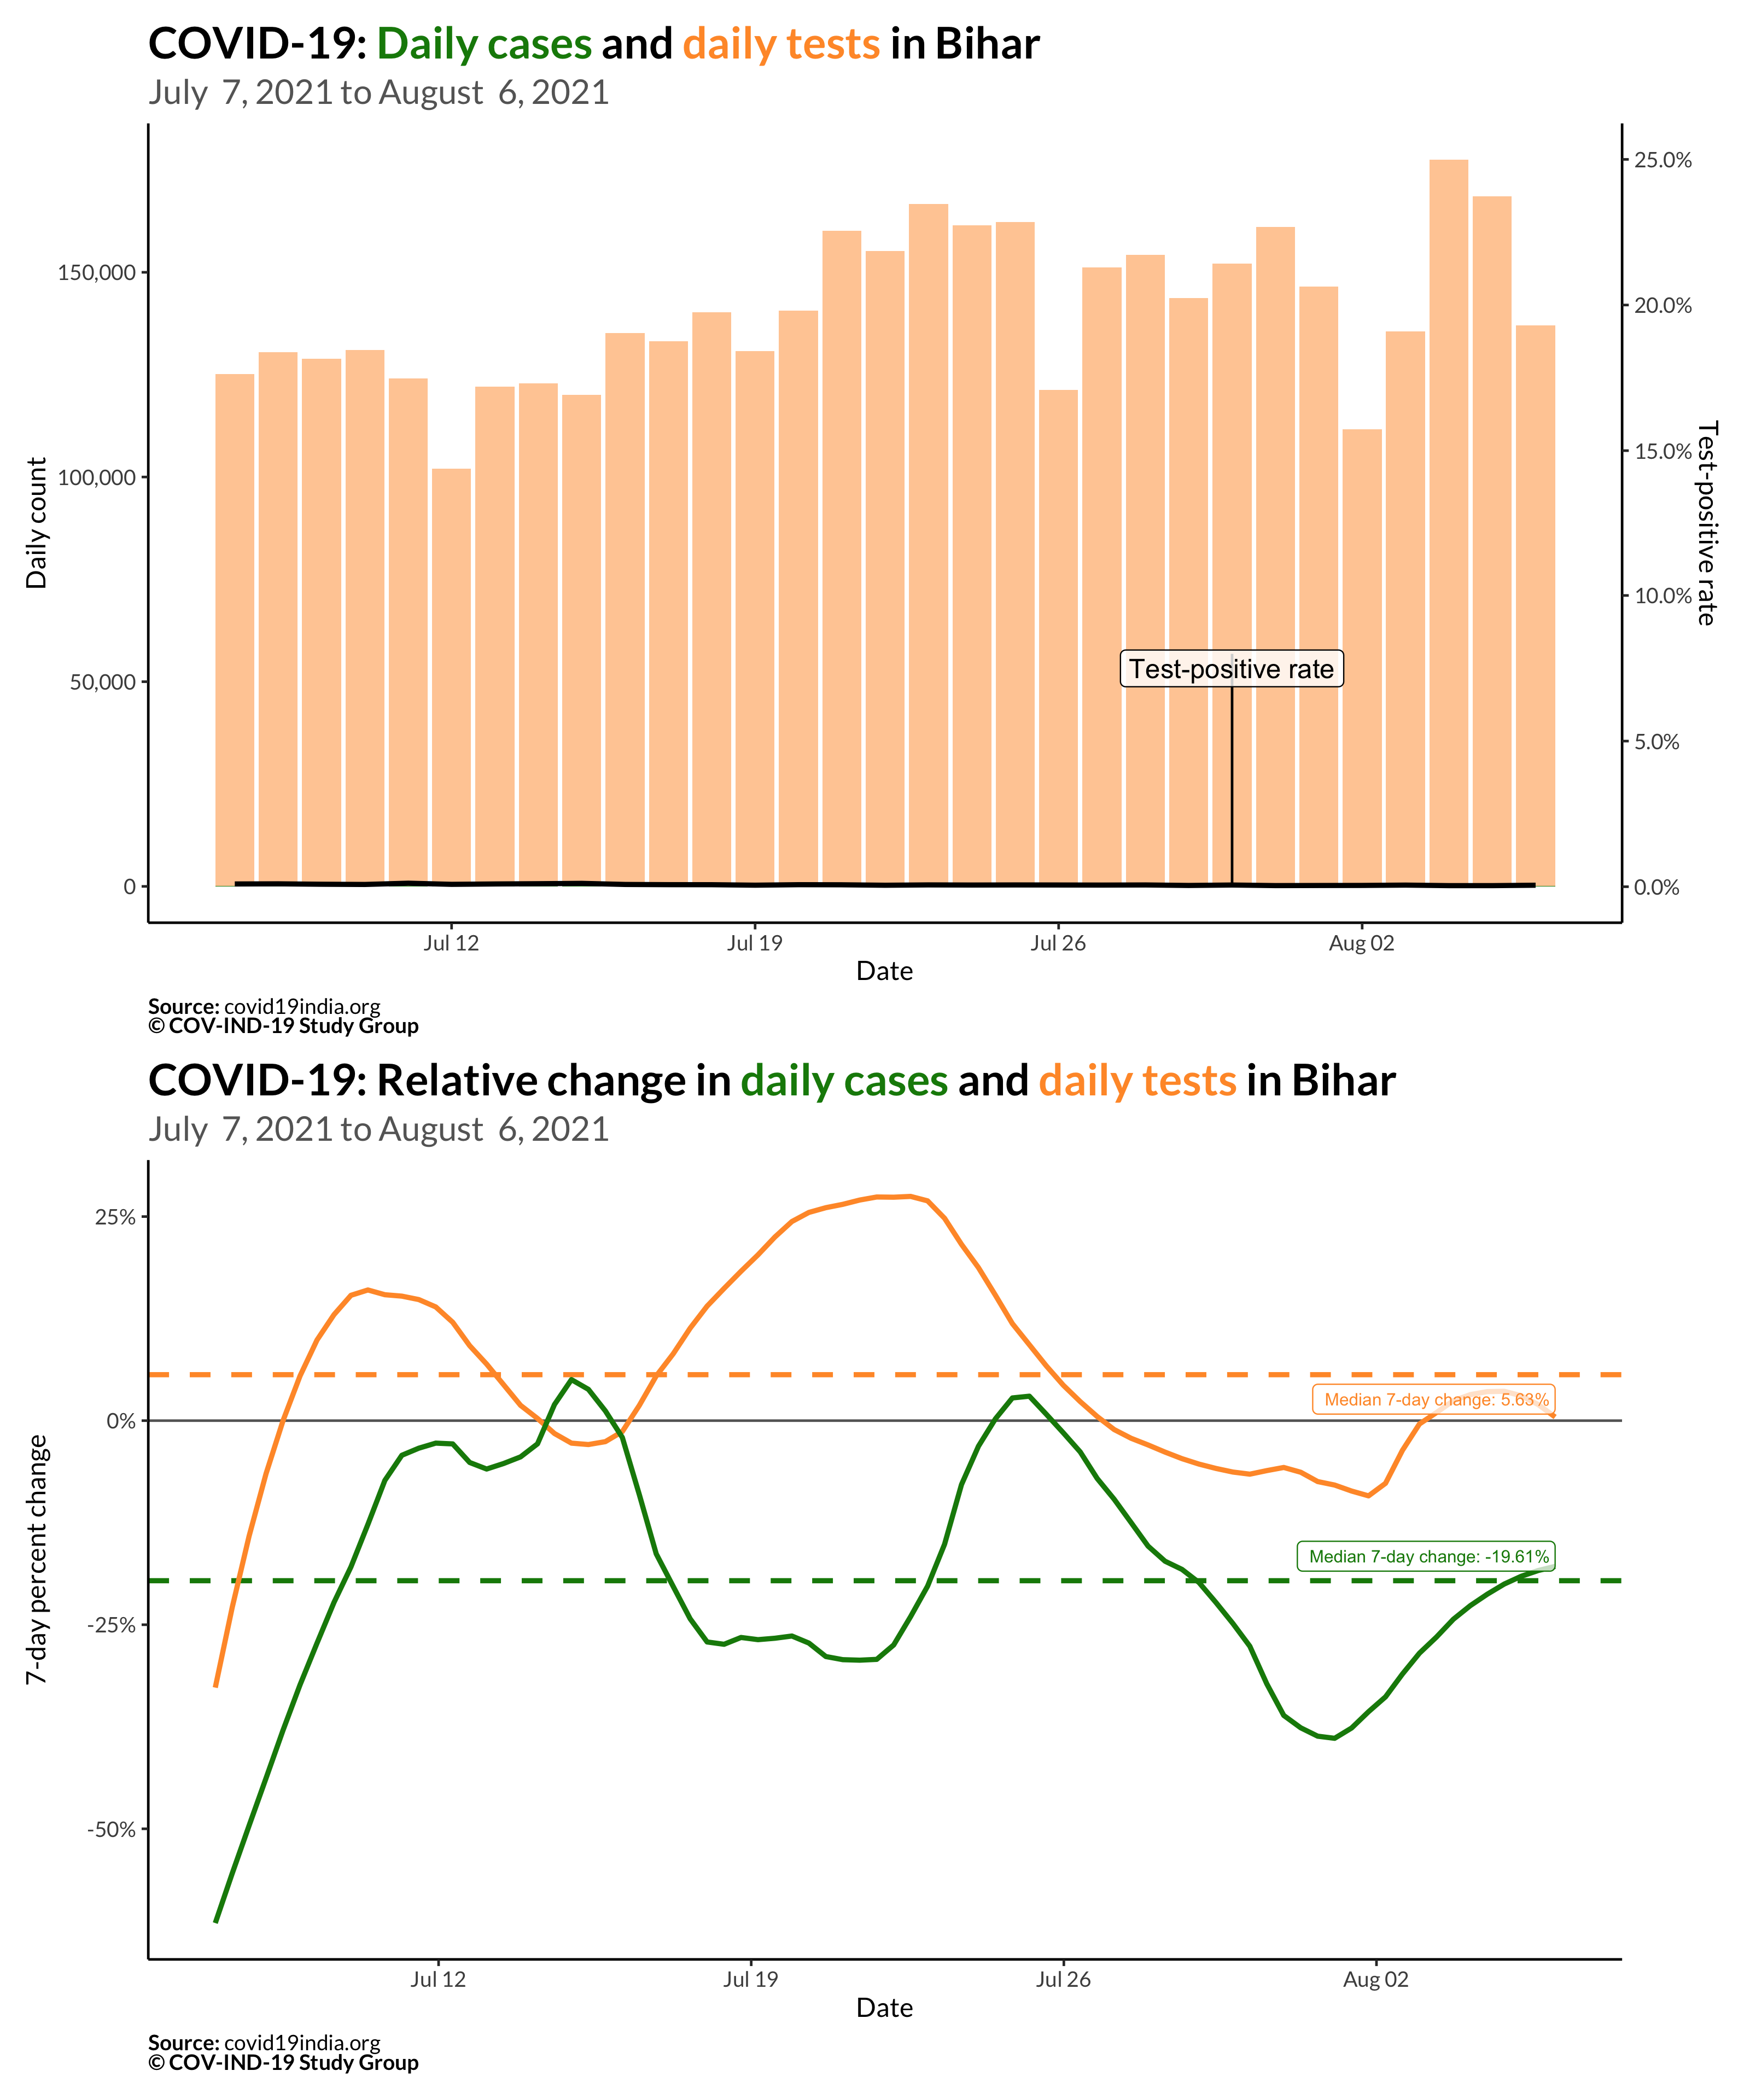 COVID-19: Daily cases and daily tests in Bihar
July 7, 2021 to August 6, 2021
25.0%
150,000
20.0%
100,000
15.0%
Daily count
Test-positive rate
10.0%
Test-positive rate
50,000
5.0%
0
0.0%
Jul 12
Jul 19
Jul 26
Aug 02
Date
Source: covid19india.org
© COV-IND-19 Study Group
COVID-19: Relative change in daily cases and daily tests in Bihar
July 7, 2021 to August 6, 2021
25%
Median 7-day change: 5.63%
0%
7-day percent change
Median 7-day change: -19.61%
-25%
-50%
Jul 12
Jul 19
Jul 26
Aug 02
Date
Source: covid19india.org
© COV-IND-19 Study Group